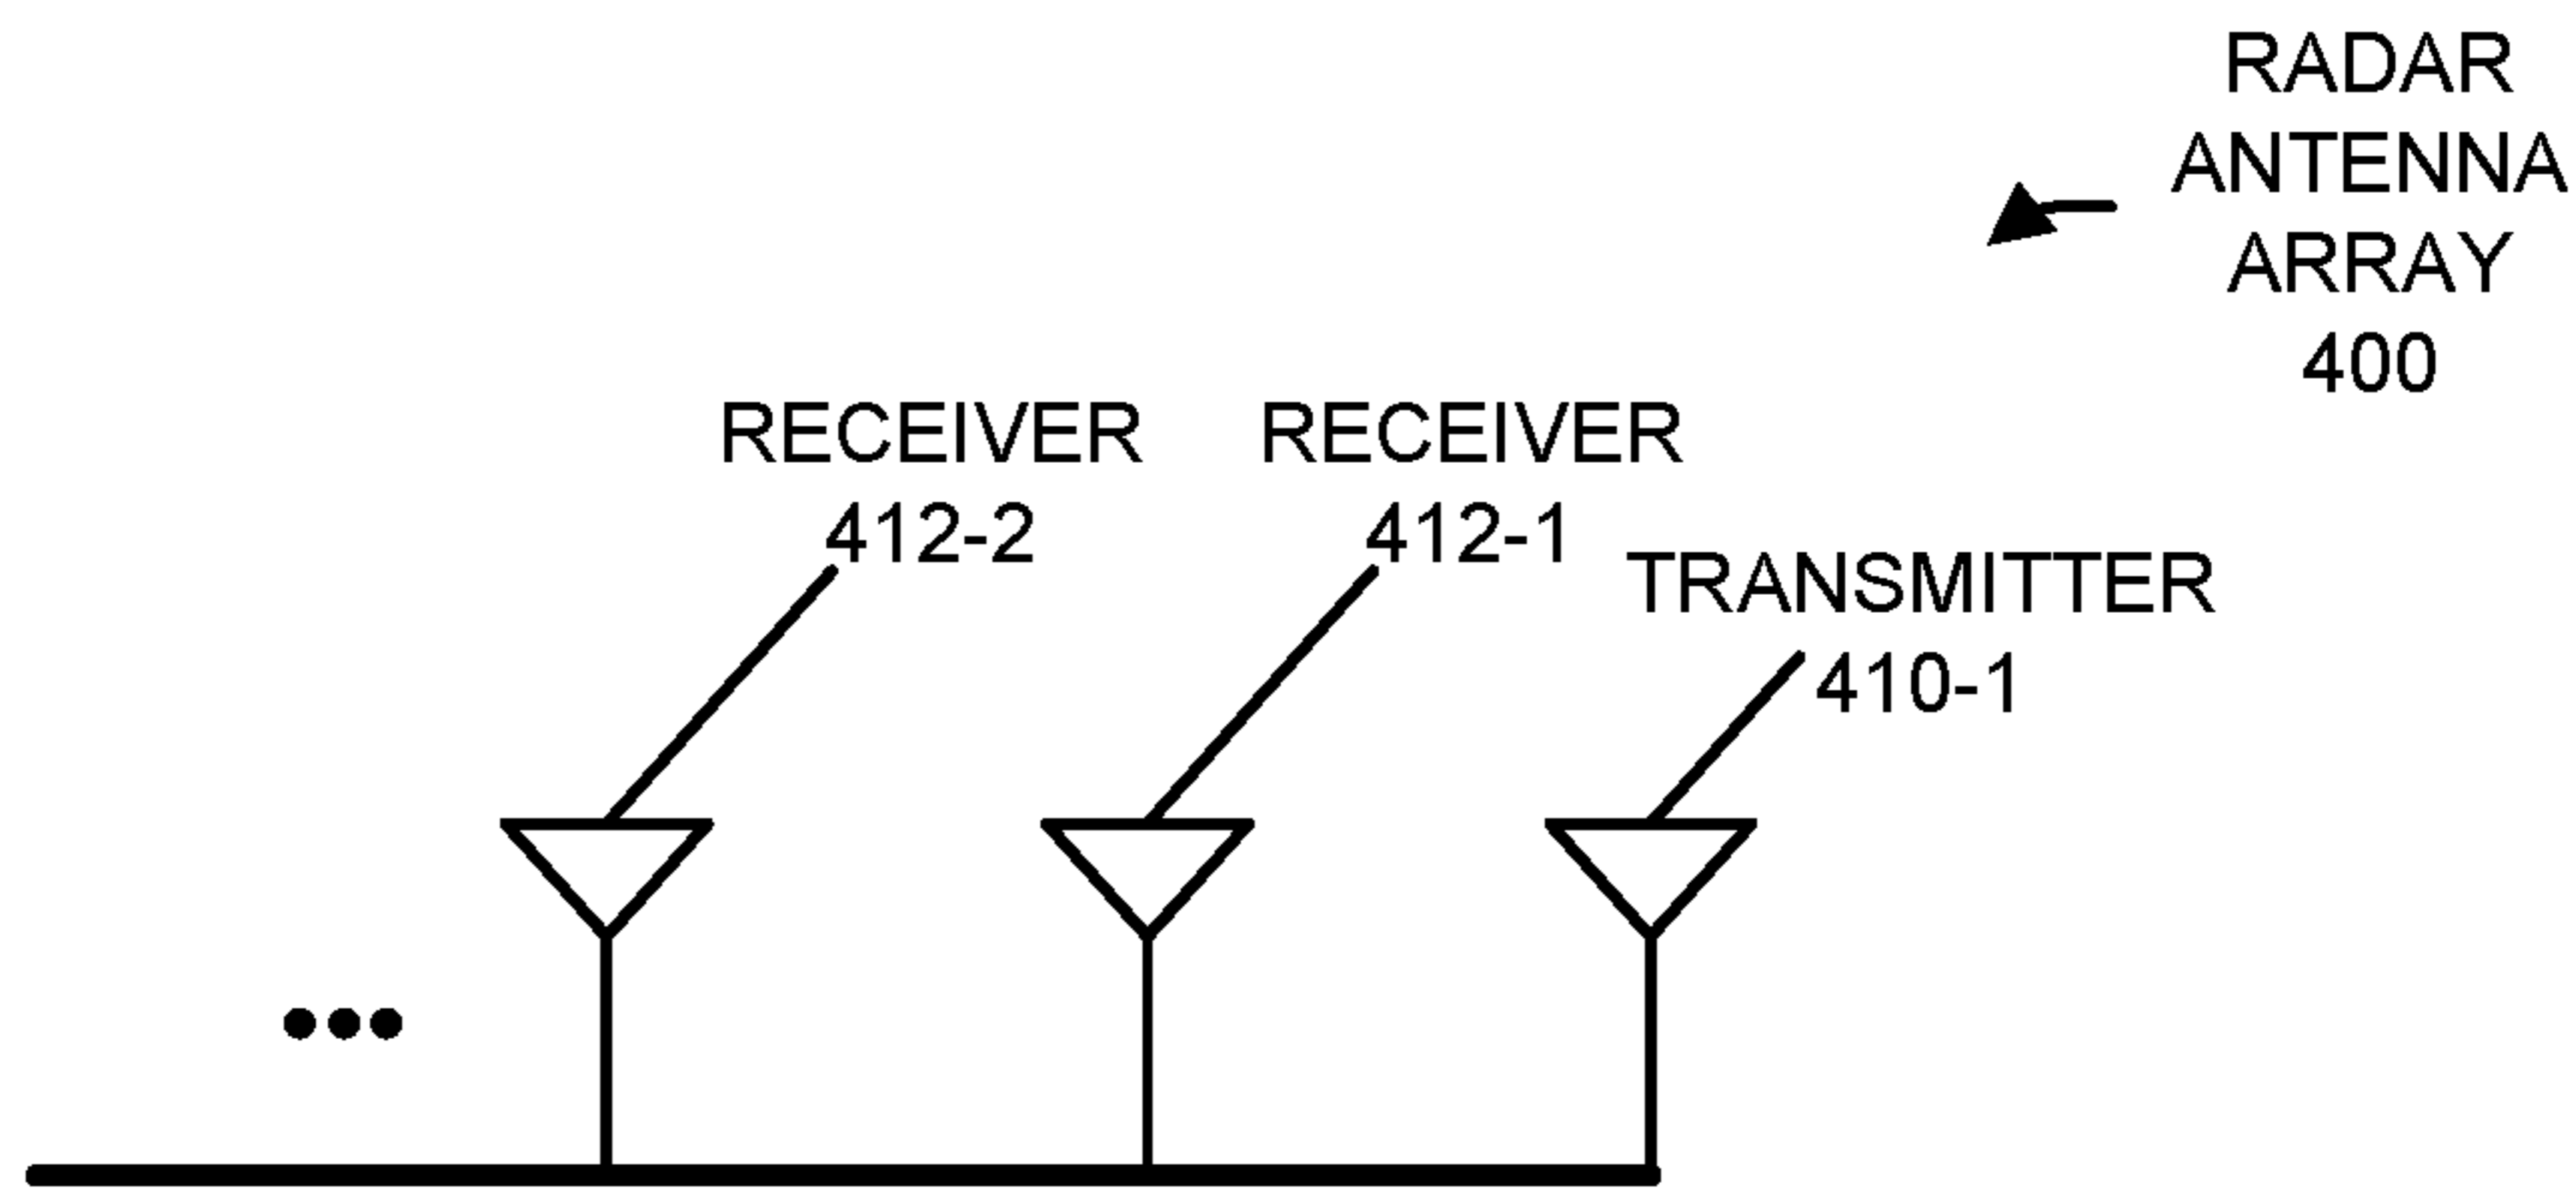 RADAR
ANTENNA
ARRAY
400
RECEIVER
412-2
RECEIVER
412-1
TRANSMITTER
410-1